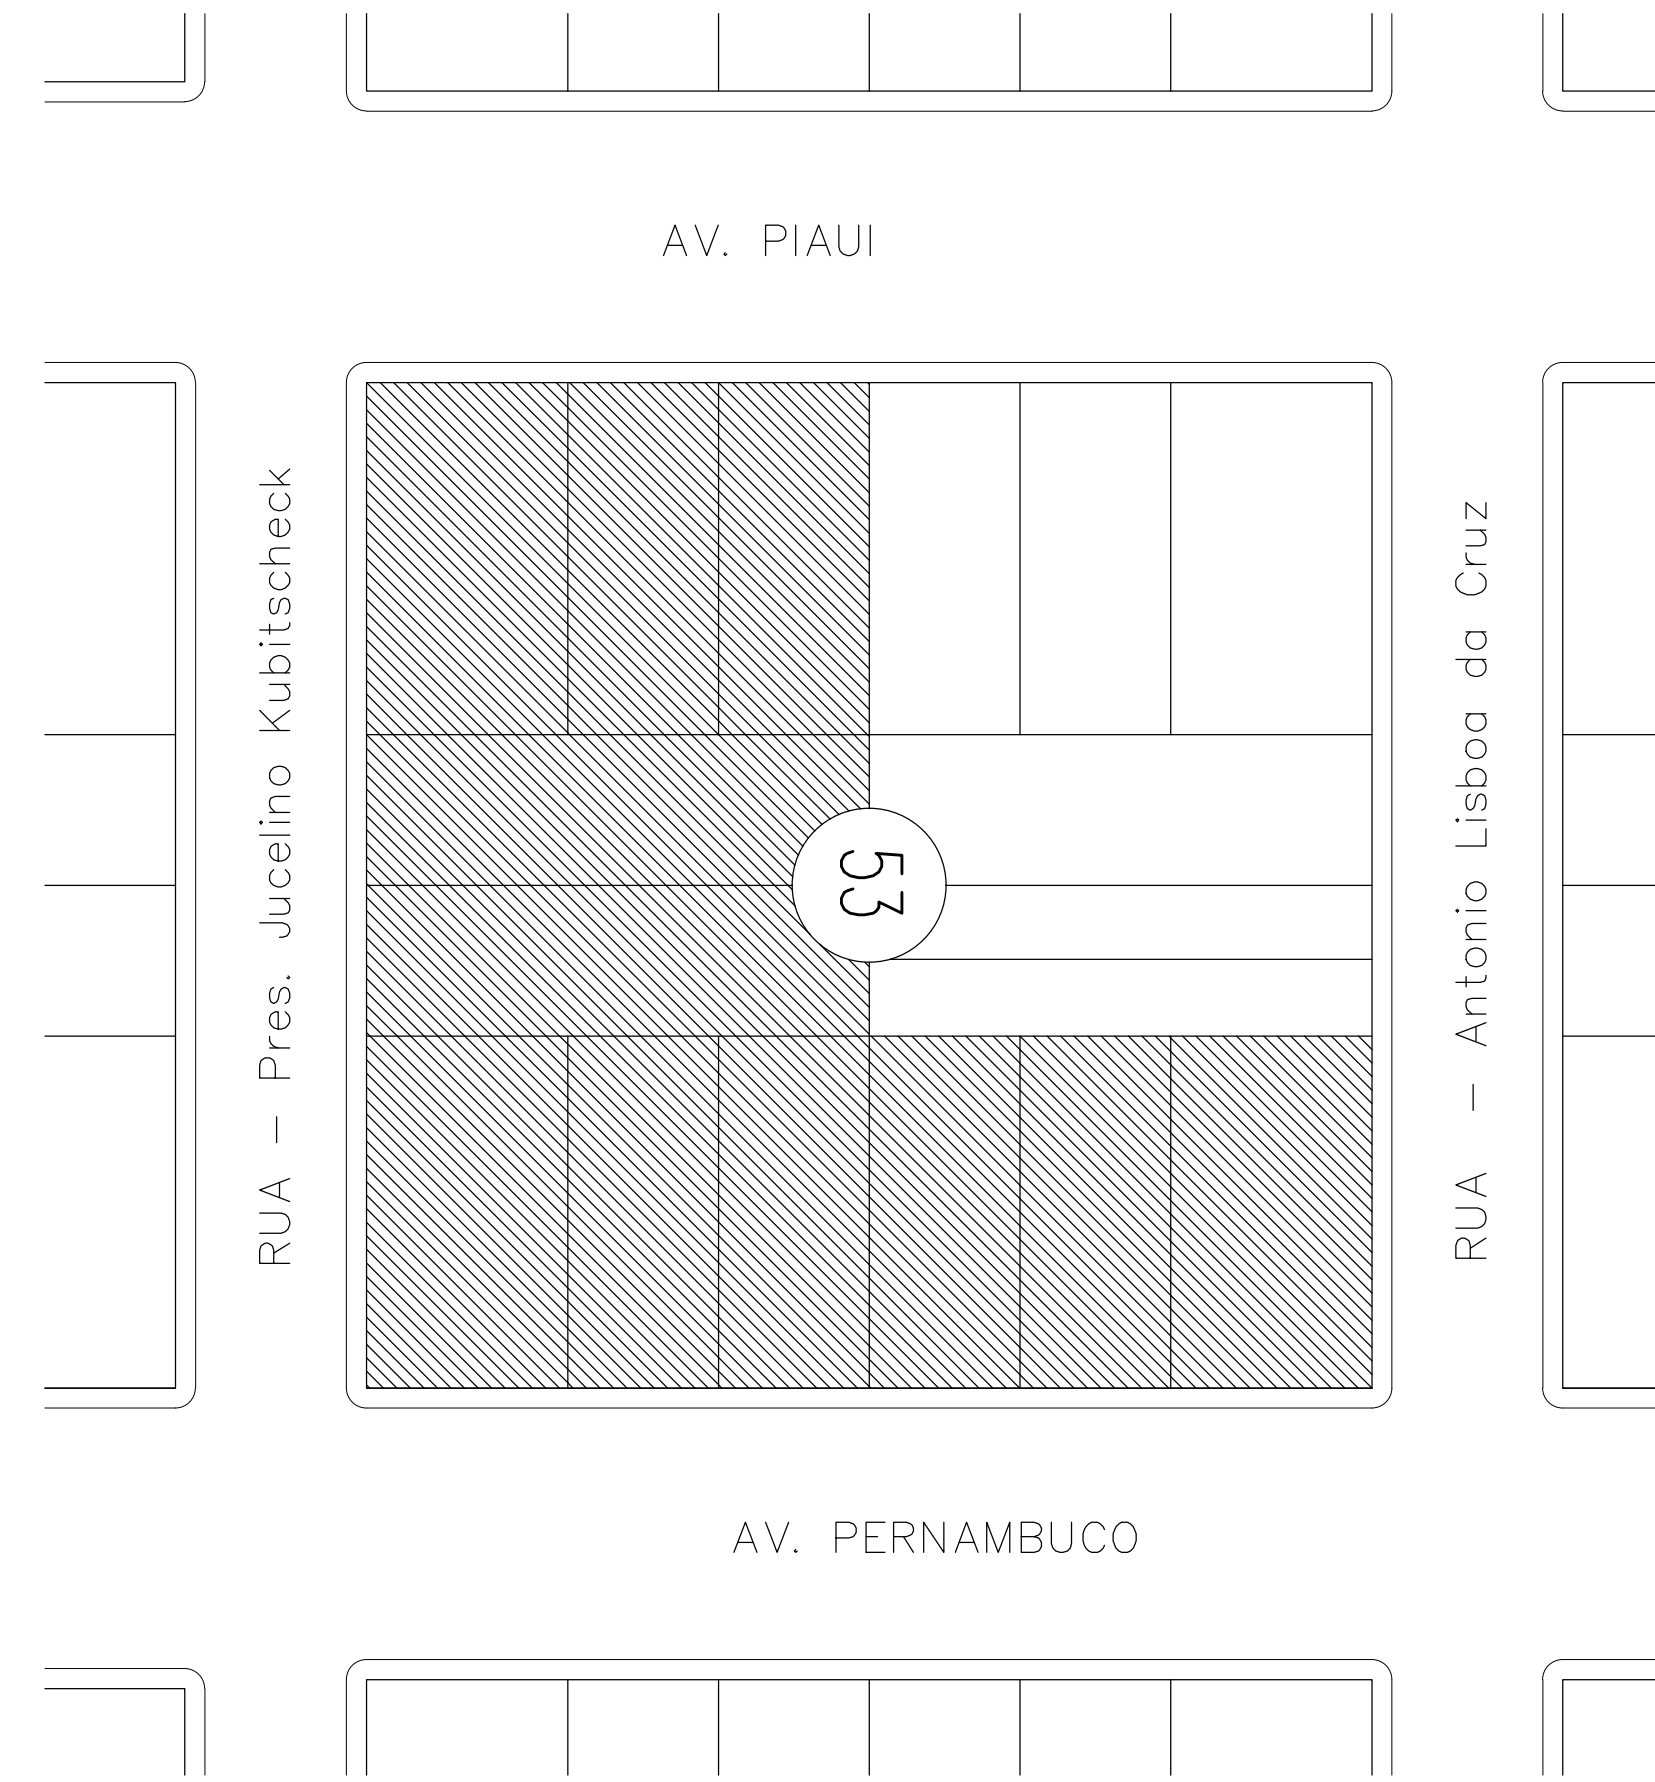 AV. PIAUI
RUA - Pres. Jucelino Kubitscheck
53
RUA - Antonio Lisboa da Cruz
AV. PERNAMBUCO